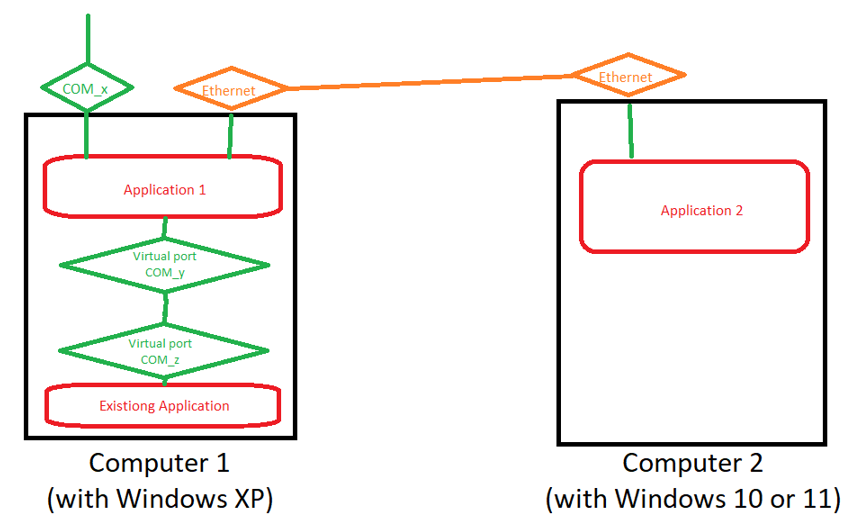 COM_x
Ethernet
Ethernet
Application 1
Application 2
Virtual port
COM_y
Virtual port
COM_z
Existiong Application
Computer 1
(with Windows XP)
Computer 2
(with Windows 10 or 11)